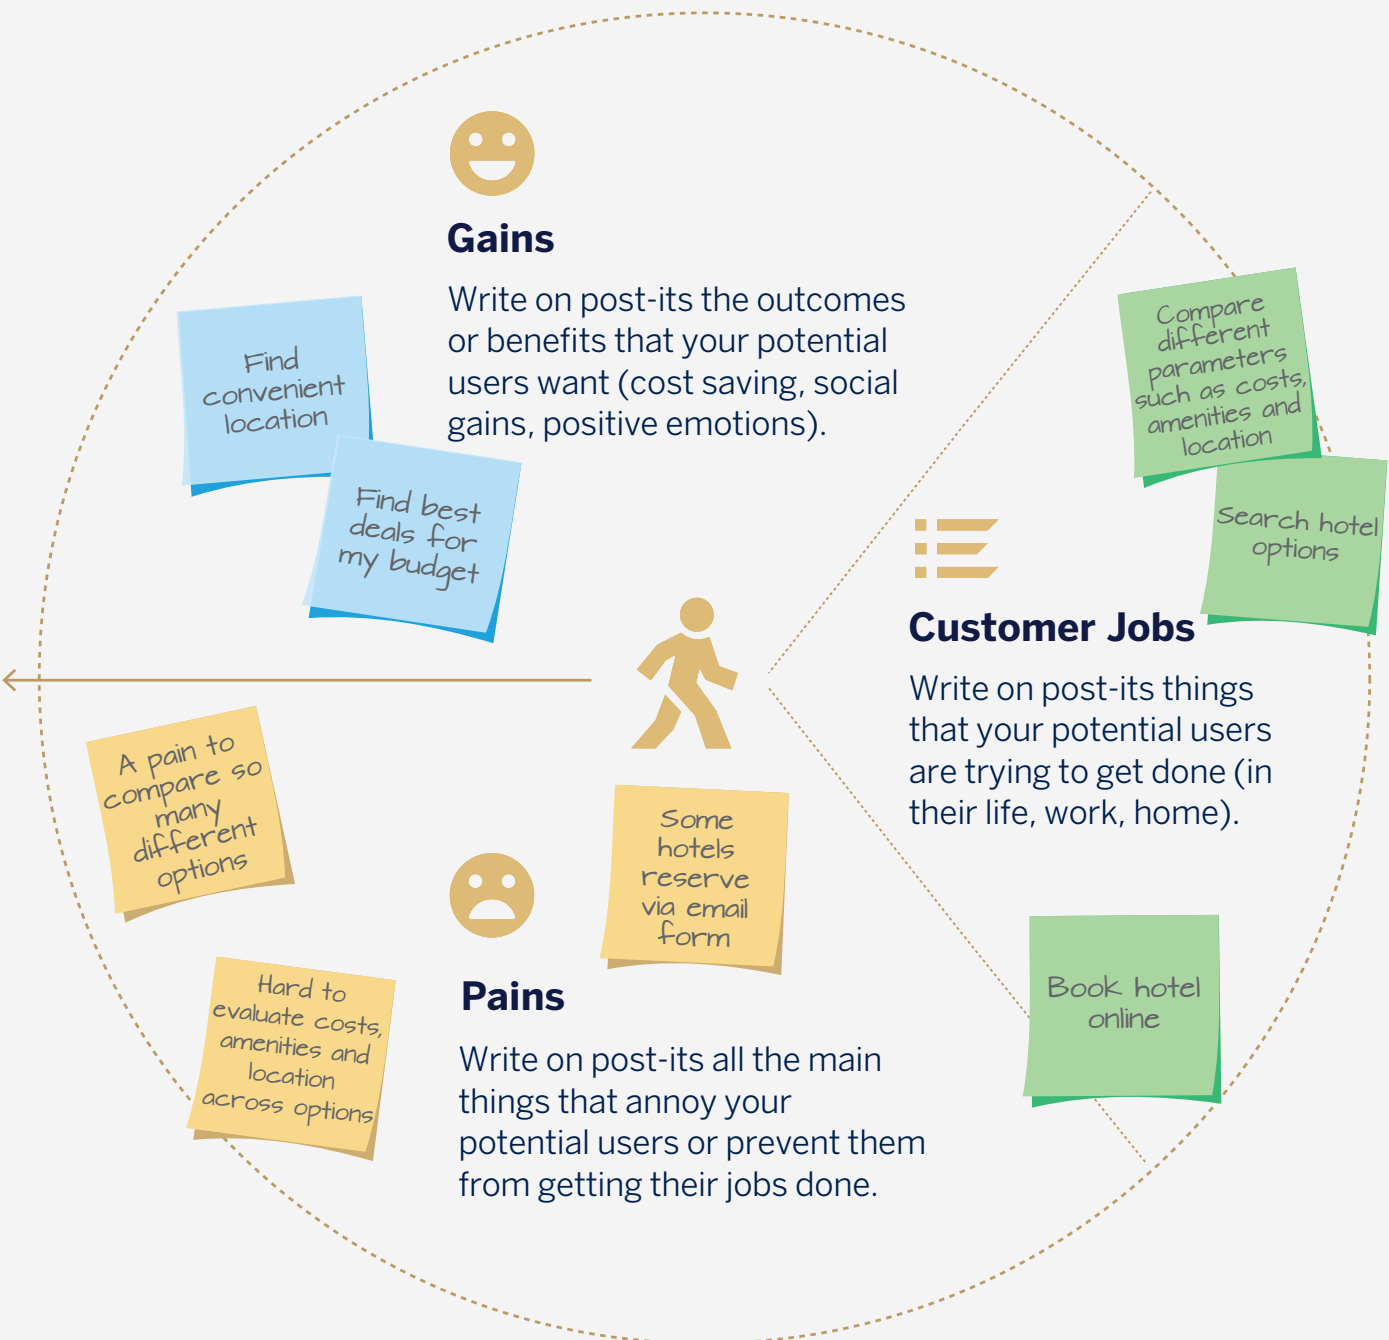 Gains
Write on post-its the outcomes
or benefits that your potential
users want (cost saving, social
gains, positive emotions).
Find
convenient
location
Find best
deals for
my budget
Compare
different
parameters
such as costs,
amenities and
location
Search hotel
options
Customer Jobs
Write on post-its things
that your potential users
are trying to get done (in
their life, work, home).
Book hotel
online
A pain to
compare so
many
different
options
Some
hotels
reserve
via email
form
Hard to
evaluate costs,
amenities and
location
across options
Pains
Write on post-its all the main
things that annoy your
potential users or prevent them
from getting their jobs done.